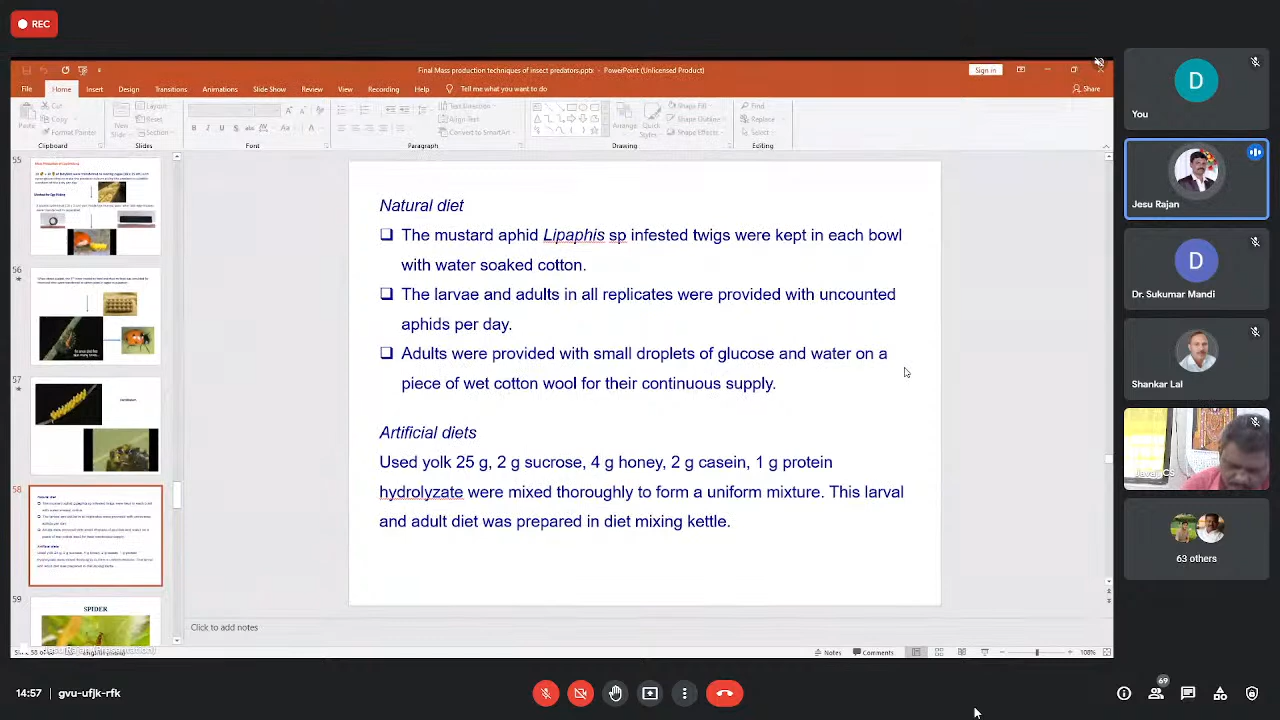 REC
Final Mass production techniques of insect predators.pptx - PowerPoint (Unlicensed Product)
Sign in
File Home Insert Design Transitions Animations Slide Show Review View Recording Help Tell me what you want to do
Share
Cut
Copy
Format Painter
Paste
Clipboard
New Slide
Layout
Reset
Section
Slides
Font
Text Direction
Align Text
Convert to SmartArt
Paragraph
Arrange
Quick Styles
Shape Fill
Shape Outline
Shape Effects
Drawing
Find
Replace
Select
Editing
55
56
57
58
59
SPIDER
Natural diet
The mustard aphid Lipaphis sp infested twigs were kept in each bowl
with water soaked cotton.
The larvae and adults in all replicates were provided with uncounted
aphids per day.
Adults were provided with small droplets of glucose and water on a
piece of wet cotton wool for their continuous supply.
Artificial diets
Used yolk 25 g, 2 g sucrose, 4 g honey, 2 g casein, 1 g protein
hydrolyzate were mixed thoroughly to form a uniform mixture. This larval
and adult diet was prepared in diet mixing kettle.
Click to add notes
Notes
Comments
108%
D
You
Jesu Rajan
D
Dr. Sukumar Mandi
Shankar Lal
63 others
14:57 gvu-ufjk-rfk
69